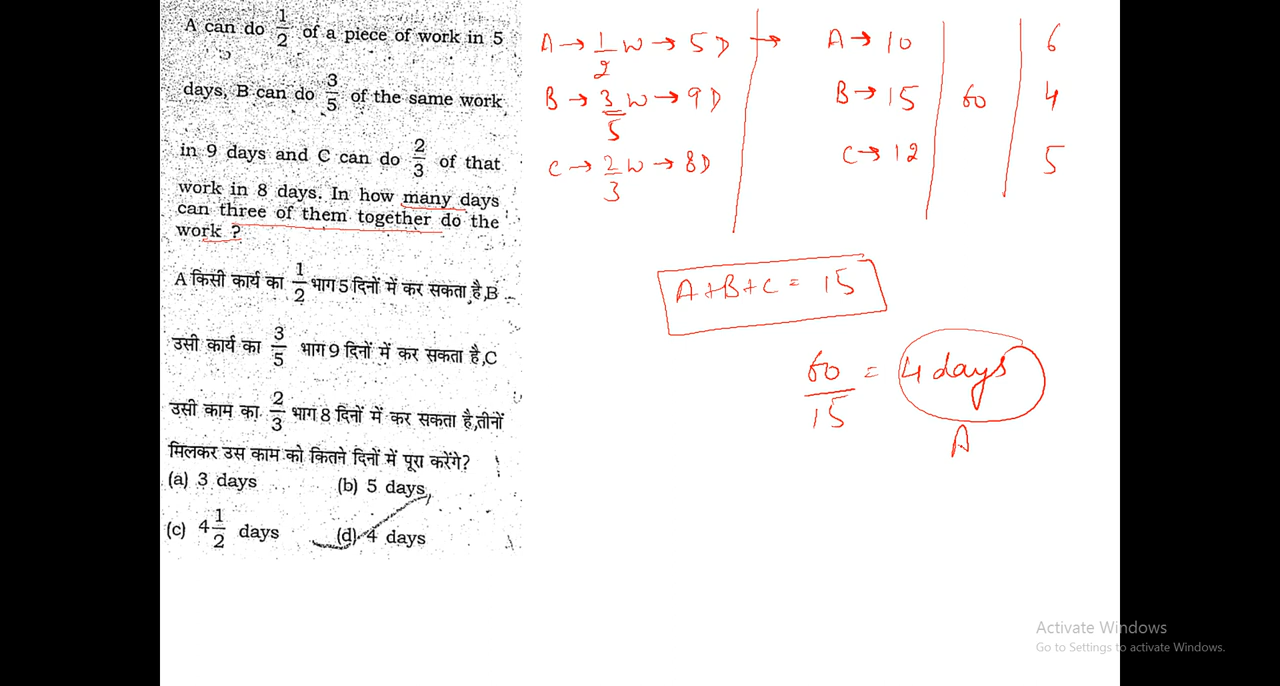 A can do 1/2 of a piece of work in 5
days, B can do 3/5 of the same work
in 9 days and C can do 2/3 of that
work in 8 days. In how many days
can three of them together do the
work ?
A किसी कार्य का 1/2 भाग 5 दिनों में कर सकता है,B
उसी कार्य का 3/5 भाग 9 दिनों में कर सकता है,C
उसी काम का 2/3 भाग 8 दिनों में कर सकता है,तीनों
मिलकर उस काम को कितने दिनों में पूरा करेंगे?
(a) 3 days (b) 5 days
(c) 4 1/2 days (d) 4 days
A → 1/2 W → 5 D → A → 10 6
B → 3/5 W → 9 D B → 15 60 4
C → 2/3 W → 8 D C → 12 5
A+B+C = 15
60/15 = 4 days
A
Activate Windows
Go to Settings to activate Windows.